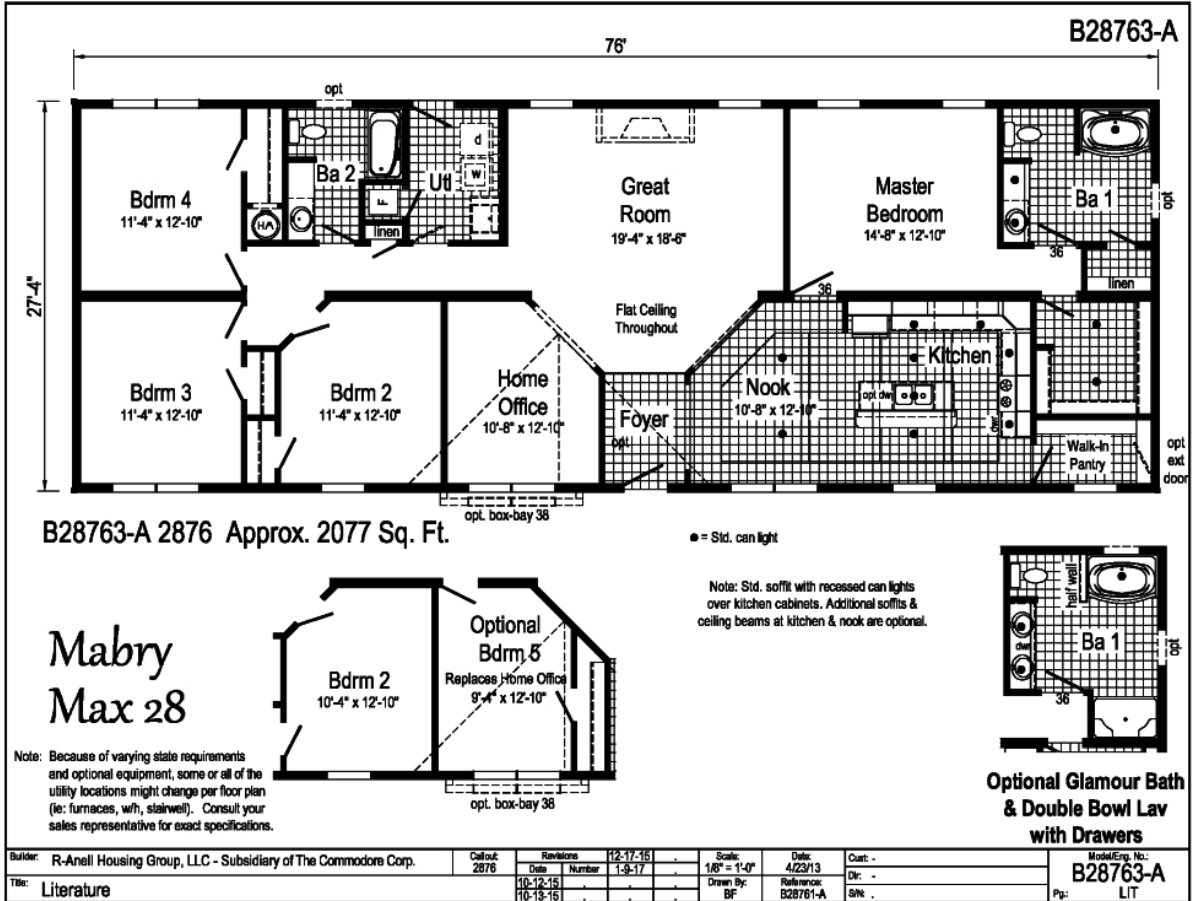 B28763-A
76'
27'-4"
opt
Bdrm 4
11'-4" x 12'-10"
Ba 2
Utl
d
w
F
H/A
linen
Great
Room
19'-4" x 18'-6"
Master
Bedroom
14'-8" x 12'-10"
Ba 1
opt
36
linen
36
Flat Ceiling
Throughout
Bdrm 3
11'-4" x 12'-10"
Bdrm 2
11'-4" x 12'-10"
Home
Office
10'-8" x 12'-10"
Foyer
opt
Nook
10'-8" x 12'-10"
Kitchen
opt dw
dwr
Walk-In
Pantry
opt
ext
door
opt. box-bay 38
B28763-A 2876 Approx. 2077 Sq. Ft.
● = Std. can light
Note: Std. soffit with recessed can lights
over kitchen cabinets. Additional soffits &
ceiling beams at kitchen & nook are optional.
Mabry
Max 28
Bdrm 2
10'-4" x 12'-10"
Optional
Bdrm 5
Replaces Home Office
9'-4" x 12'-10"
opt. box-bay 38
half wall
dwr
Ba 1
opt
36
Optional Glamour Bath
& Double Bowl Lav
with Drawers
Note: Because of varying state requirements
and optional equipment, some or all of the
utility locations might change per floor plan
(ie: furnaces, w/h, stairwell). Consult your
sales representative for exact specifications.
Builder: R-Anell Housing Group, LLC - Subsidiary of The Commodore Corp.
Title: Literature
Callout:
2876
Revisions 12-17-15 .
Date Number 1-9-17 .
10-12-15 . . .
10-13-15 . . .
Scale:
1/8" = 1'-0"
Drawn By:
BF
Date:
4/23/13
Reference:
B28761-A
Cust: -
Dir: -
S/N: .
Model/Eng. No.:
B28763-A
Pg.: LIT